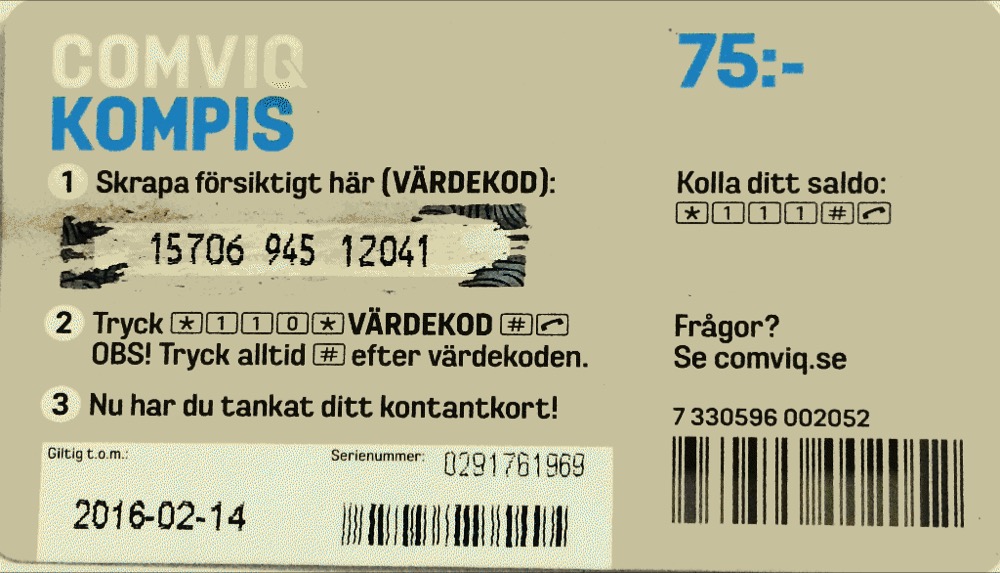 COMVIQ
KOMPIS
75:-
1 Skrapa försiktigt här (VÄRDEKOD):
15706 945 12041
Kolla ditt saldo:
*111#
2 Tryck *110*VÄRDEKOD #
OBS! Tryck alltid # efter värdekoden.
Frågor?
Se comviq.se
3 Nu har du tankat ditt kontantkort!
Giltig t.o.m.:
2016-02-14
Serienummer: 0291761969
7 330596 002052